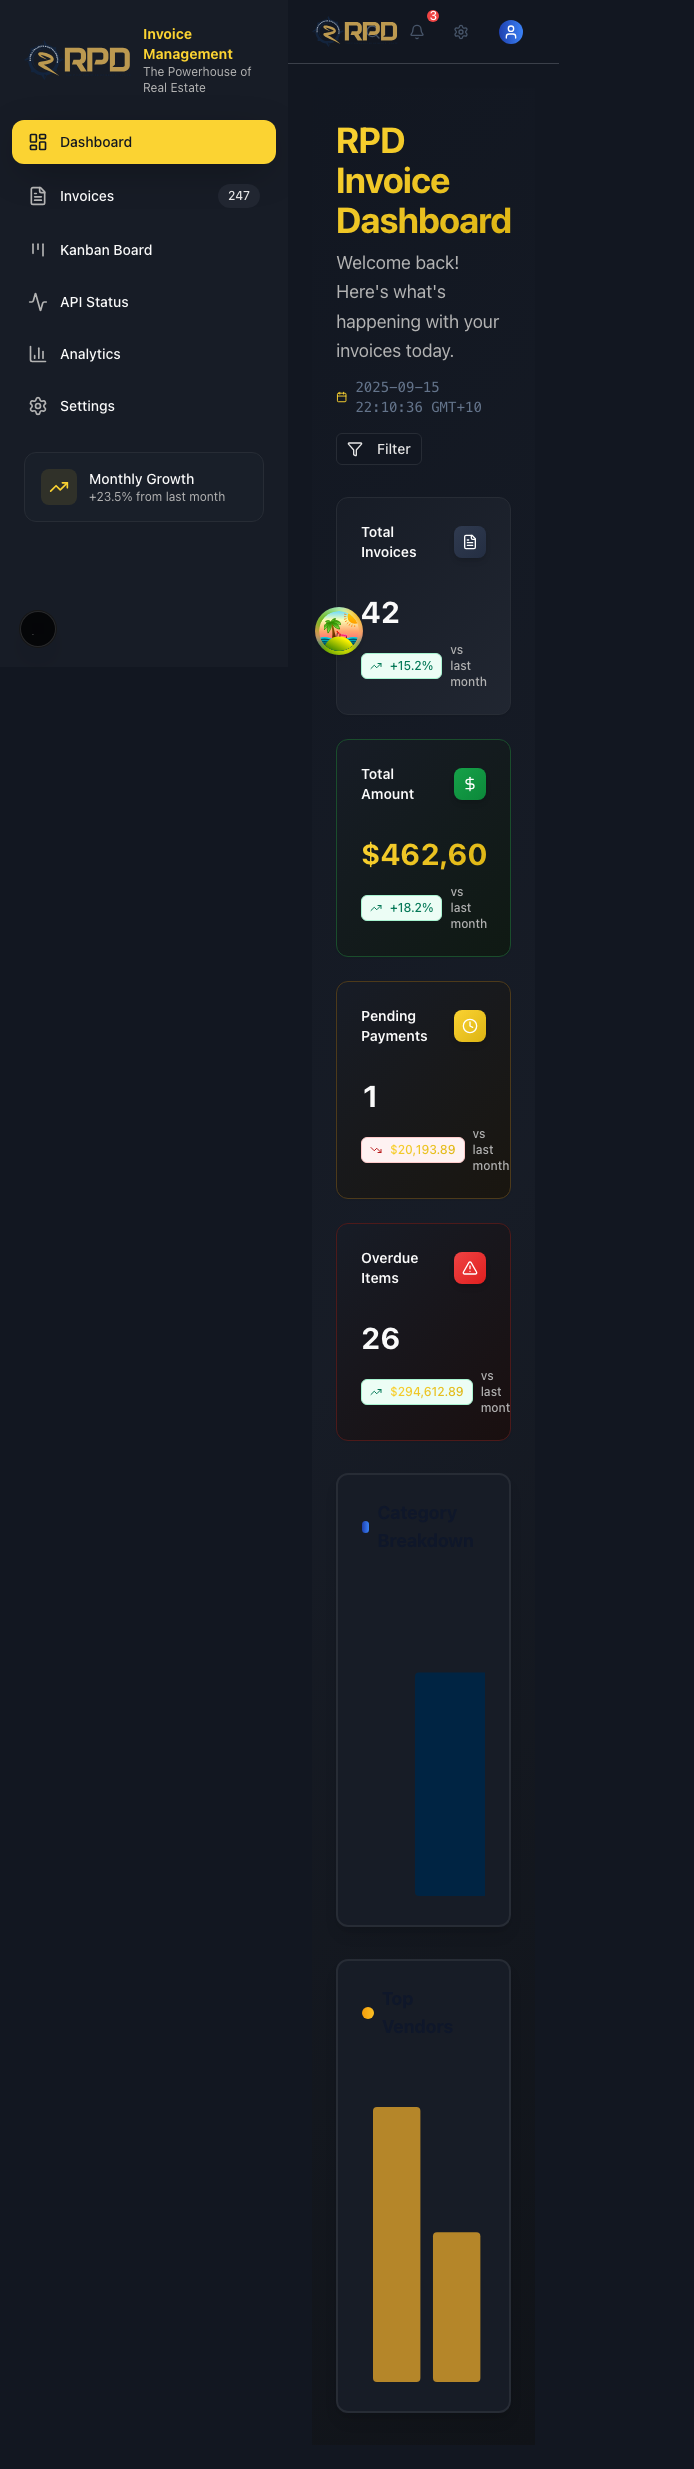 RPD
Invoice
Management
The Powerhouse of
Real Estate
Dashboard
Invoices
247
Kanban Board
API Status
Analytics
Settings
Monthly Growth
+23.5% from last month
RPD
3
RPD
Invoice
Dashboard
Welcome back!
Here's what's
happening with your
invoices today.
2025-09-15
22:10:36 GMT+10
Filter
Total
Invoices
42
+15.2%
vs
last
month
Total
Amount
$462,60
+18.2%
vs
last
month
Pending
Payments
1
$20,193.89
vs
last
month
Overdue
Items
26
$294,612.89
vs
last
mont
Category
Breakdown
Top
Vendors